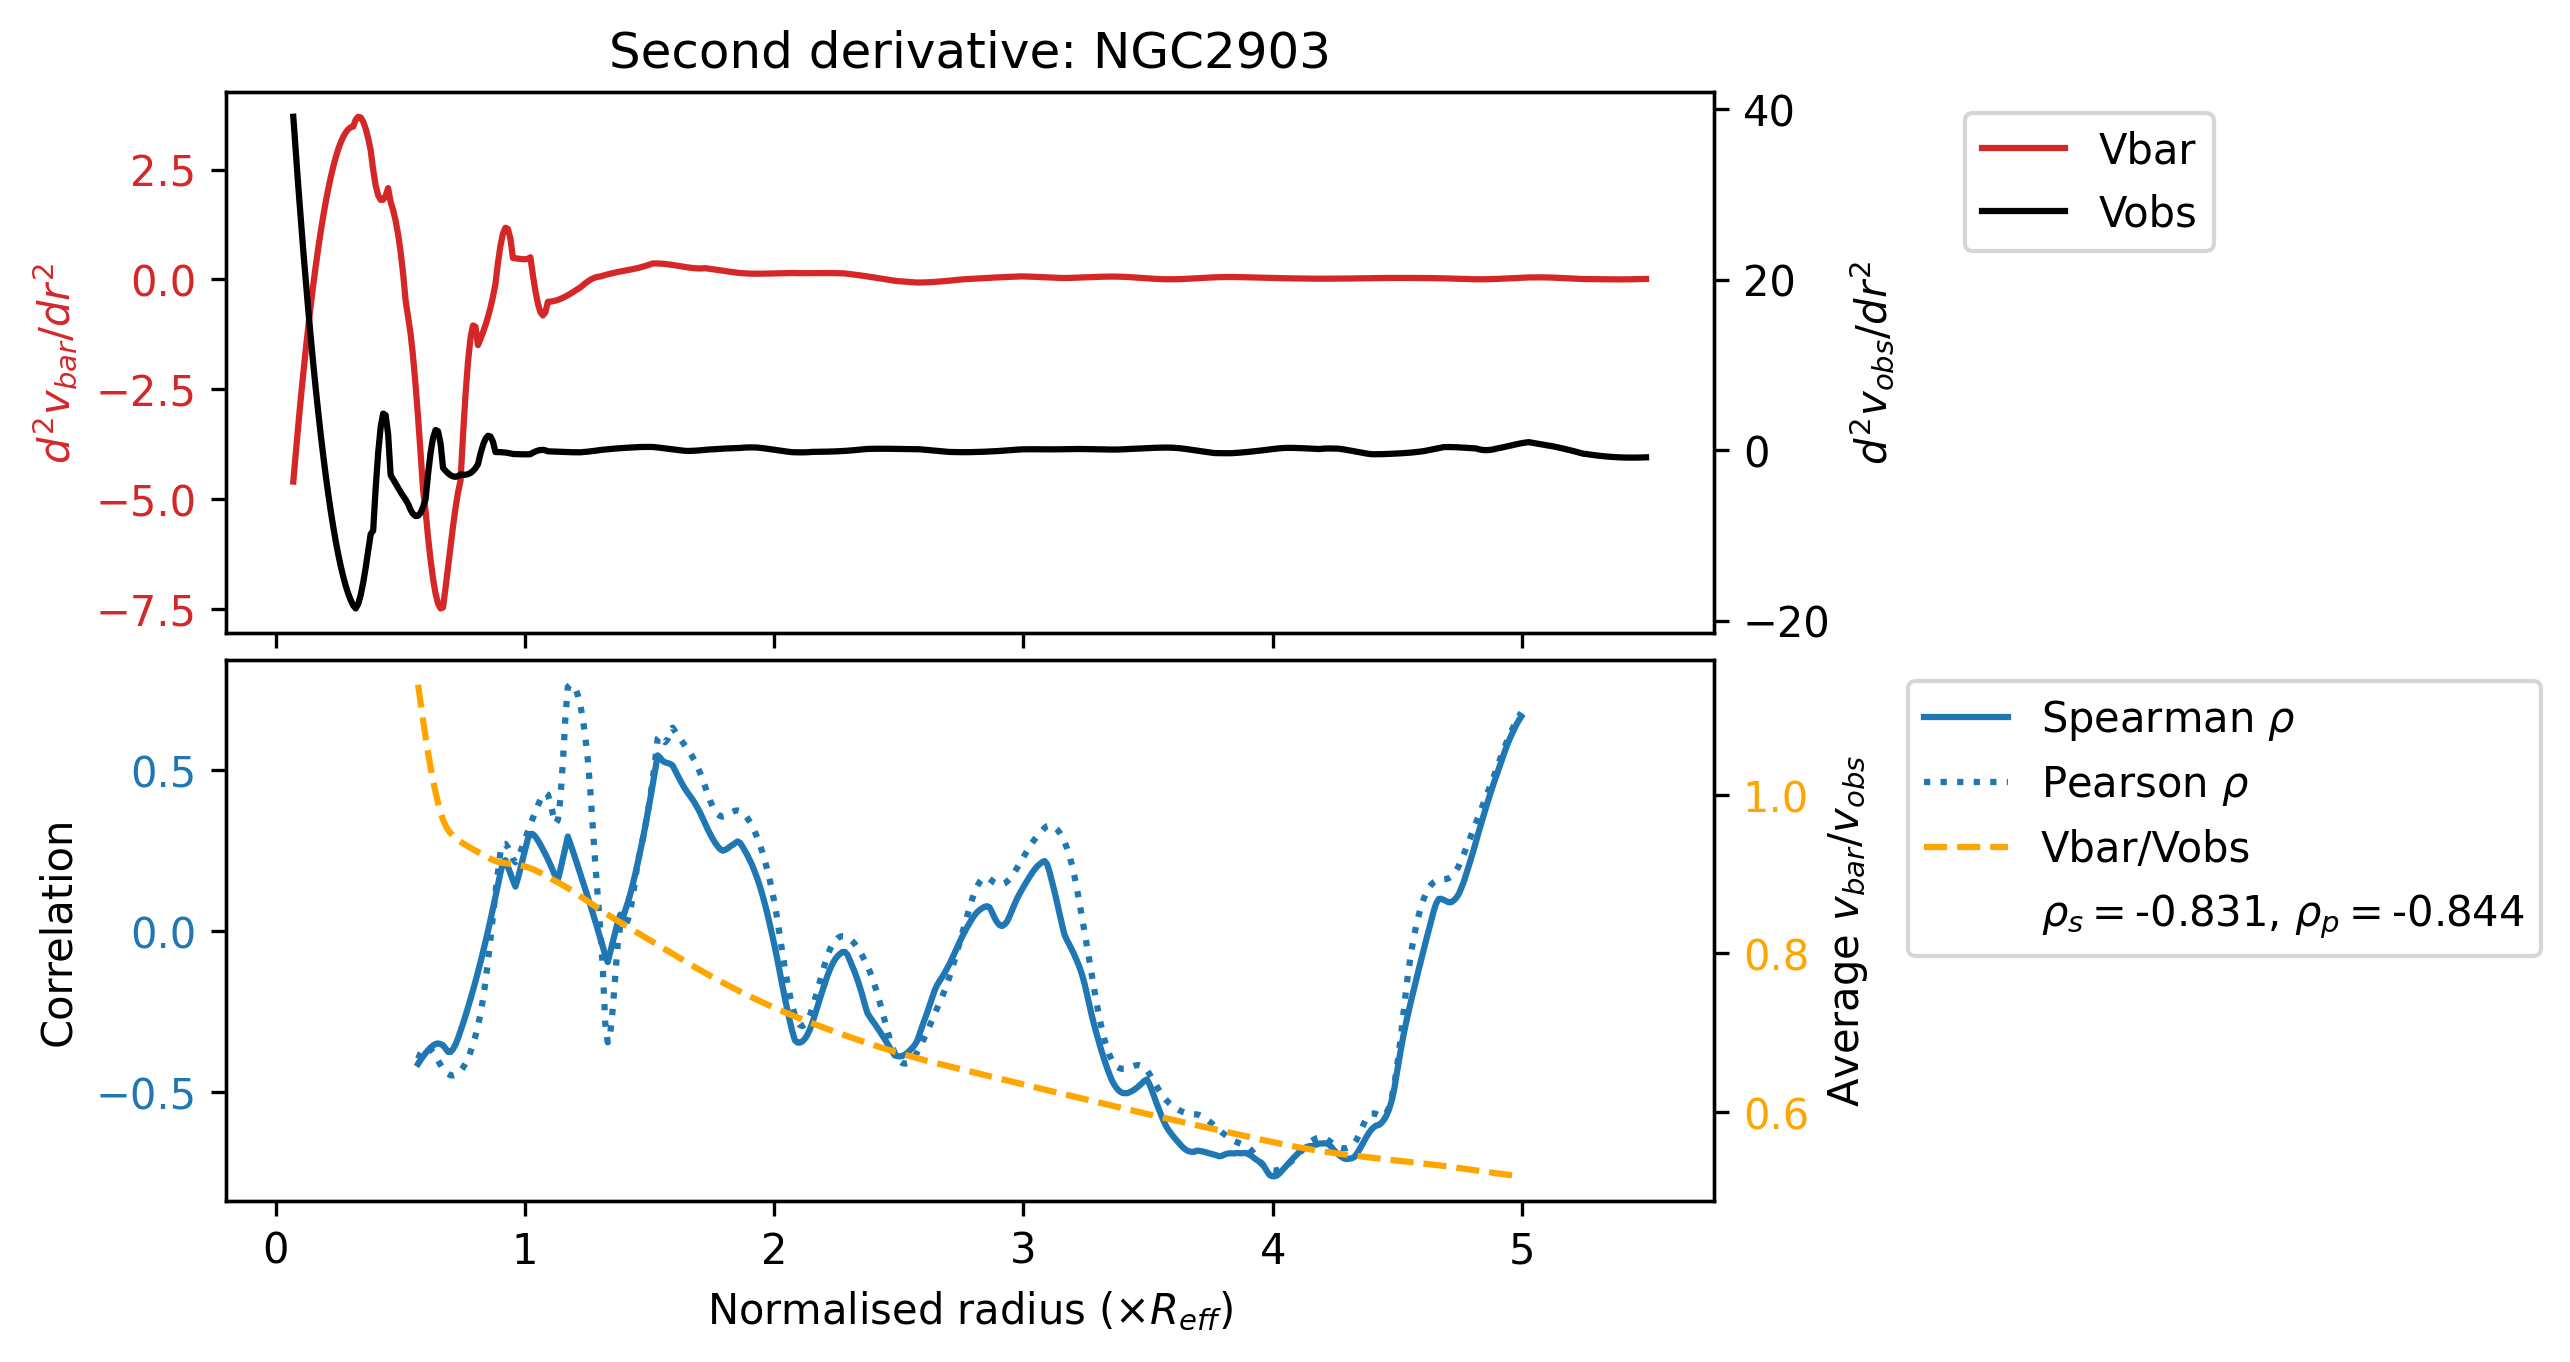 Second derivative: NGC2903
2.5
0.0
−2.5
−5.0
−7.5
d²v_bar/dr²
40
20
0
−20
d²v_obs/dr²
Vbar
Vobs
0.5
0.0
−0.5
Correlation
1.0
0.8
0.6
Average v_bar/v_obs
Spearman ρ
Pearson ρ
Vbar/Vobs
ρ_s = -0.831, ρ_p = -0.844
0 1 2 3 4 5
Normalised radius (×R_eff)